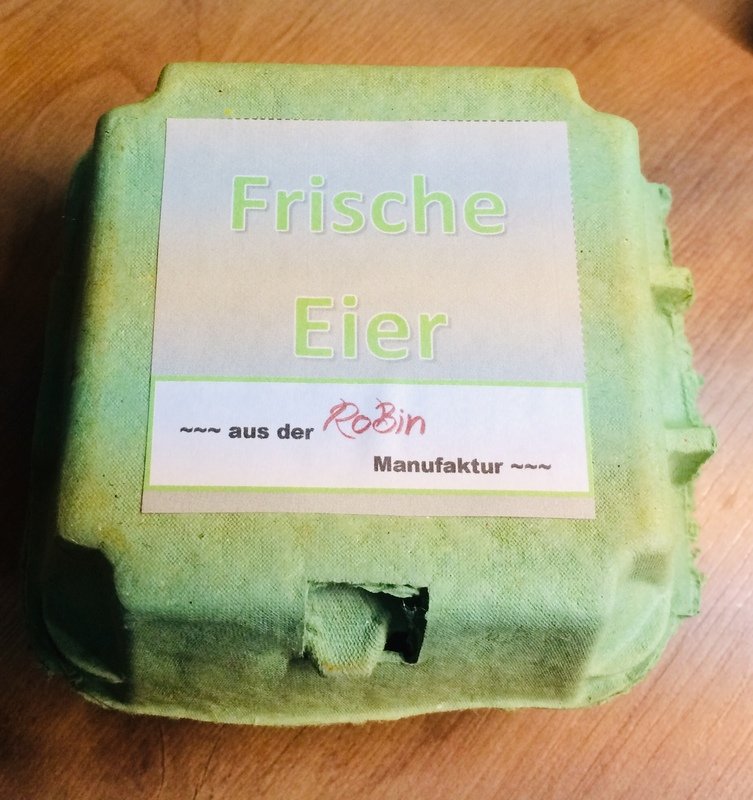 Frische
Eier
~~~ aus der RoBin
Manufaktur ~~~